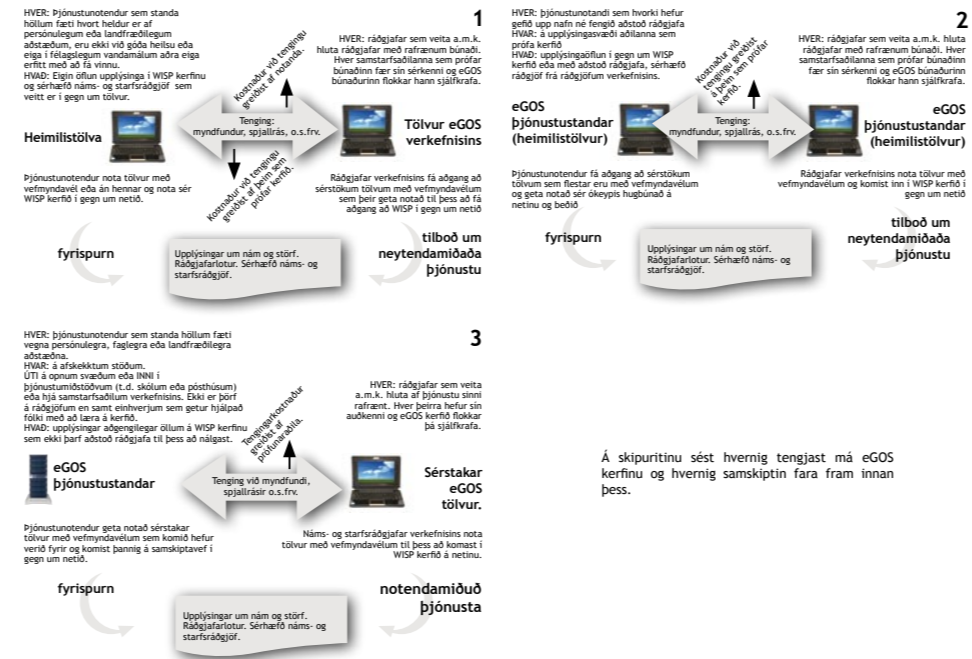 1
HVER: Þjónustunotendur sem standa
höllum fæti hvort heldur er af
persónulegum eða landfræðilegum
aðstæðum, eru ekki við góða heilsu eða
eiga í félagslegum vandamálum aðra eiga
erfitt með að fá vinnu.
HVAÐ: Eigin öflun upplýsinga í WISP kerfinu
og sérhæfð náms- og starfsráðgjöf sem
veitt er í gegn um tölvur.
Kostnaður við tengingu
greiðist af notanda.
HVER: ráðgjafar sem veita a.m.k.
hluta ráðgjafar með rafrænum búnaði.
Hver samstarfsaðilanna sem prófar
búnaðinn fær sín sérkenni og eGOS
búnaðurinn flokkar hann sjálfkrafa.
Heimilistölva
Tenging:
myndfundur, spjallrás, o.s.frv.
Tölvur eGOS
verkefnisins
Kostnaður við tengingu
greiðist af þeim sem
prófar kerfið.
Þjónustunotendur nota tölvur með
vefmyndavél eða án hennar og nota sér
WISP kerfið í gegn um netið.
Ráðgjafar verkefnisins fá aðgang að
sérstökum tölvum með vefmyndavélum
sem þeir geta notað til þess að fá
aðgang að WISP í gegn um netið
fyrispurn
Upplýsingar um nám og störf.
Ráðgjafarlotur. Sérhæfð náms- og
starfsráðgjöf.
tilboð um
neytendamiðaða
þjónustu
2
HVER: þjónustunotandi sem hvorki hefur
gefið upp nafn né fengið aðstoð ráðgjafa
HVAR: á upplýsingasvæði aðilanna sem
prófa kerfið
HVAÐ: upplýsingaöflun í gegn um WISP
kerfið eða með aðstoð ráðgjafa, sérhæfð
ráðgjöf frá ráðgjöfum verkefnisins.
Kostnaður við
tengingu greiðist
á þeim sem prófar
kerfið.
HVER: ráðgjafar sem veita a.m.k. hluta
ráðgjafar með rafrænum búnaði. Hver
samstarfsaðilanna sem prófar búnaðinn
fær sín sérkenni og eGOS búnaðurinn
flokkar hann sjálfkrafa.
eGOS
þjónustustandar
(heimilistölvur)
Tenging:
myndfundur, spjallrás, o.s.frv.
eGOS
þjónustustandar
(heimilistölvur)
Þjónustunotendur fá aðgang að sérstökum
tölvum sem flestar eru með vefmyndavélum
og geta notað sér ókeypis hugbúnað á
netinu og beðið
Ráðgjafar verkefnisins nota tölvur með
vefmyndavélum og komist inn í WISP kerfið í
gegn um netið
fyrispurn
Upplýsingar um nám og störf.
Ráðgjafarlotur. Sérhæfð náms- og
starfsráðgjöf.
tilboð um
neytendamiðaða
þjónustu
3
HVER: Þjónustunotendur sem standa höllum fæti
vegna persónulegra, faglegra eða landfræðilegra
aðstæðna.
HVAR: á afskekktum stöðum.
ÚTI á opnum svæðum eða INNI í
þjónustumiðstöðvum (t.d. skólum eða pósthúsum)
eða hjá samstarfsaðilum verkefnisins. Ekki er þörf
á ráðgjöfum en samt einhverjum sem getur hjálpað
fólki með að læra á kerfið.
HVAÐ: upplýsingar aðgengilegar öllum á WISP kerfinu
sem ekki þarf aðstoð ráðgjafa til þess að nálgast.
Tengingarkostnaður
greiðist af
prófunaraðila.
HVER: ráðgjafar sem veita
a.m.k. hluta af þjónustu sinni
rafrænt. Hver þeirra hefur sín
auðkenni og eGOS kerfið flokkar
þá sjálfkrafa.
eGOS
þjónustustandar
Tenging við myndfundi,
spjallrásir o.s.frv.
Sérstakar
eGOS
tölvur.
Þjónustunotendur geta notað sérstakar
tölvur með vefmyndavélum sem komið hefur
verið fyrir og komist þannig á samskiptavef í
gegn um netið.
Náms- og starfsráðgjafar verkefnisins nota
tölvur með vefmyndavélum til þess að komast í
WISP kerfið á netinu.
fyrispurn
Upplýsingar um nám og störf.
Ráðgjafarlotur. Sérhæfð náms- og
starfsráðgjöf.
notendamiðuð
þjónusta
Á skipuritinu sést hvernig tengjast má eGOS
kerfinu og hvernig samskiptin fara fram innan
þess.